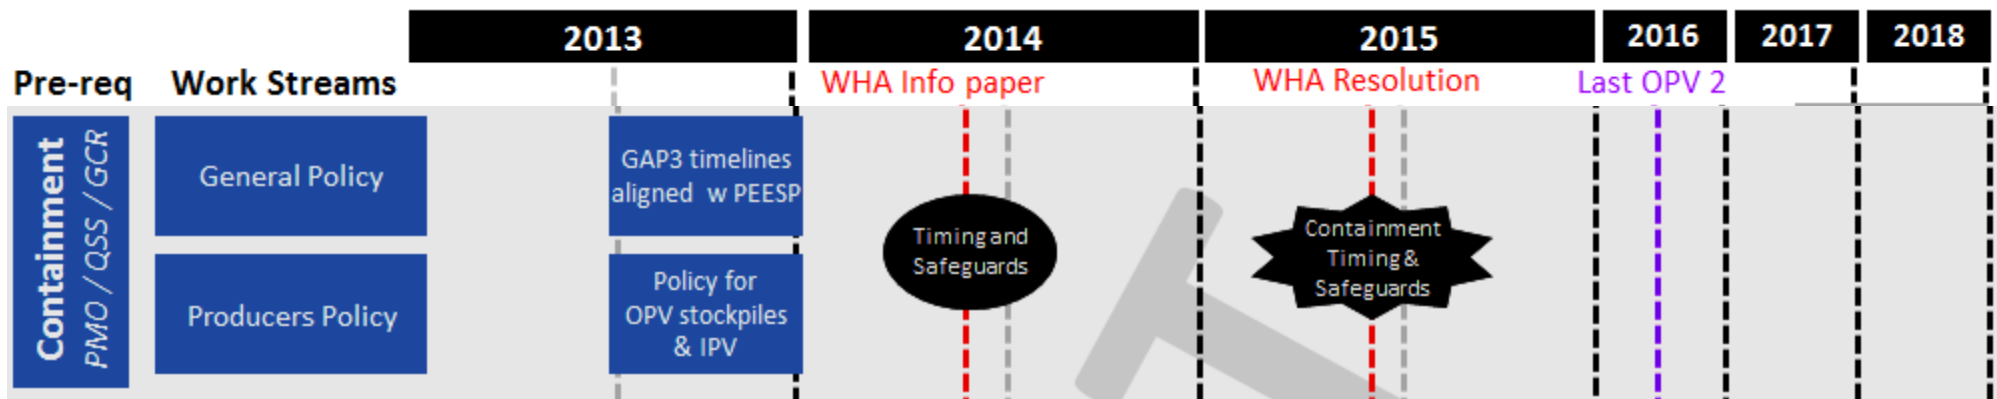 2013 2014 2015 2016 2017 2018
Pre-req Work Streams WHA Info paper WHA Resolution Last OPV 2
Containment
PMO / QSS / GCR
General Policy
GAP3 timelines
aligned w PEESP
Producers Policy
Policy for
OPV stockpiles
& IPV
Timing and
Safeguards
Containment
Timing &
Safeguards